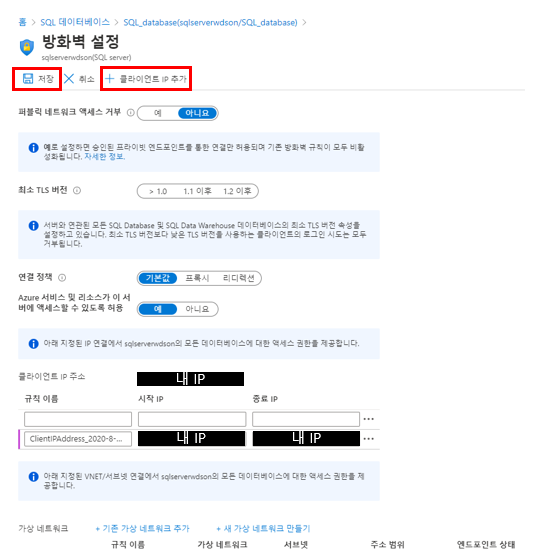 홈 > SQL 데이터베이스 > SQL_database(sqlserverwdson/SQL_database) >
방화벽 설정
sqlserverwdson(SQL server)
저장 취소 + 클라이언트 IP 추가
퍼블릭 네트워크 액세스 거부 예 아니요
예로 설정하면 승인된 프라이빗 엔드포인트를 통한 연결만 허용되며 기존 방화벽 규칙이 모두 비활
성화됩니다. 자세한 정보.
최소 TLS 버전 > 1.0 1.1 이후 1.2 이후
서버와 연관된 모든 SQL Database 및 SQL Data Warehouse 데이터베이스의 최소 TLS 버전 속성을
설정하고 있습니다. 최소 TLS 버전보다 낮은 TLS 버전을 사용하는 클라이언트의 로그인 시도는 모두
거부됩니다.
연결 정책 기본값 프록시 리디렉션
Azure 서비스 및 리소스가 이 서
버에 액세스할 수 있도록 허용 예 아니요
아래 지정된 IP 연결에서 sqlserverwdson의 모든 데이터베이스에 대한 액세스 권한을 제공합니다.
클라이언트 IP 주소 내 IP
규칙 이름 시작 IP 종료 IP
...
ClientIPAddress_2020-8-... 내 IP 내 IP ...
아래 지정된 VNET/서브넷 연결에서 sqlserverwdson의 모든 데이터베이스에 대한 액세스 권한을 제
공합니다.
가상 네트워크 + 기존 가상 네트워크 추가 + 새 가상 네트워크 만들기
규칙 이름 가상 네트워크 서브넷 주소 범위 엔드포인트 상태